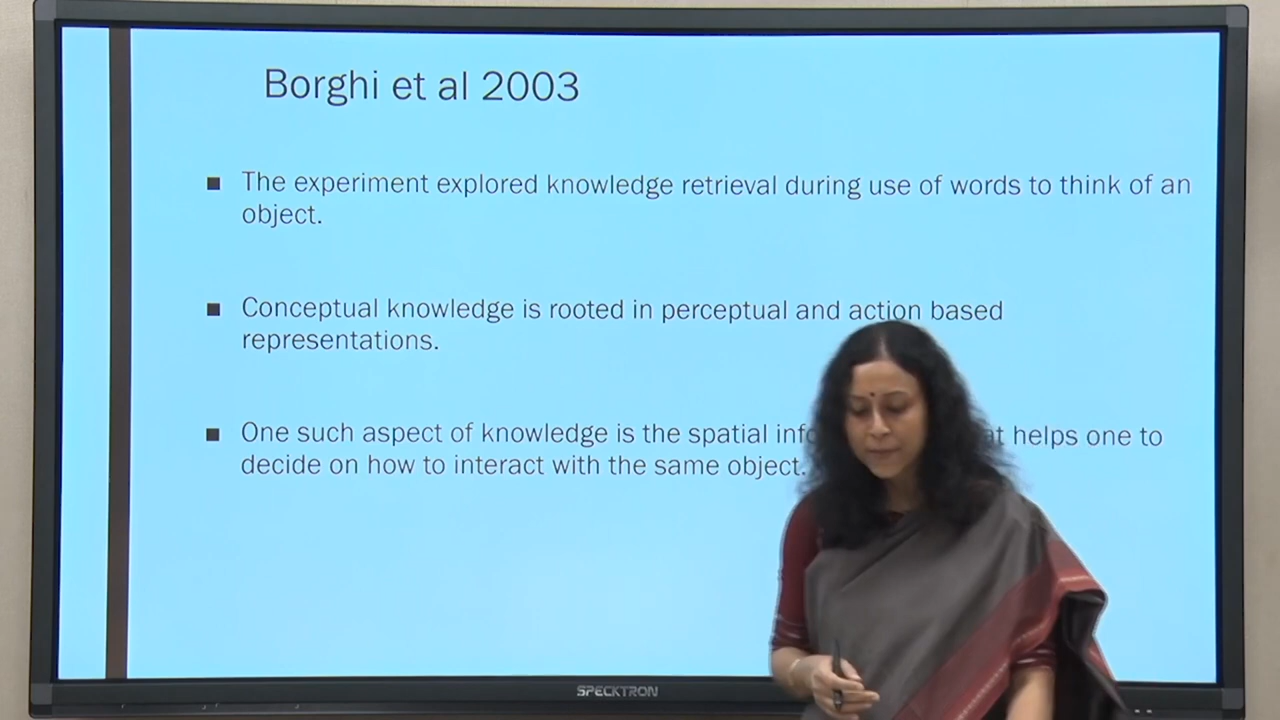 Borghi et al 2003
■ The experiment explored knowledge retrieval during use of words to think of an
object.
■ Conceptual knowledge is rooted in perceptual and action based
representations.
■ One such aspect of knowledge is the spatial helps one to
decide on how to interact with the same object.
SPECKTRON